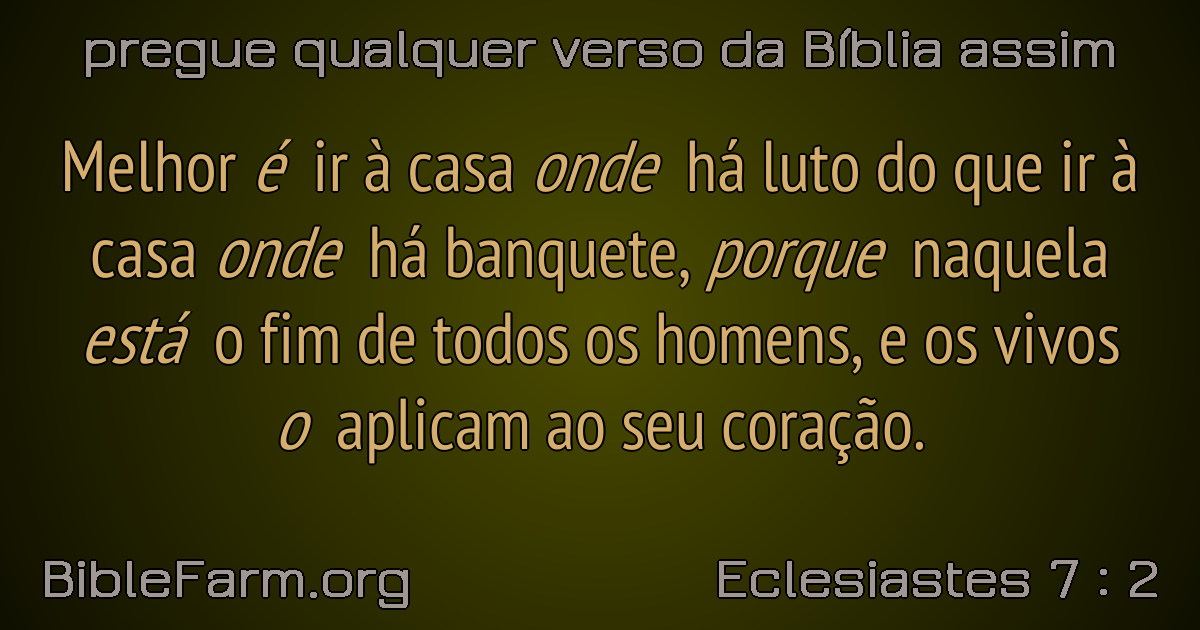 pregue qualquer verso da Bíblia assim
Melhor é ir à casa onde há luto do que ir à
casa onde há banquete, porque naquela
está o fim de todos os homens, e os vivos
o aplicam ao seu coração.
BibleFarm.org
Eclesiastes 7 : 2